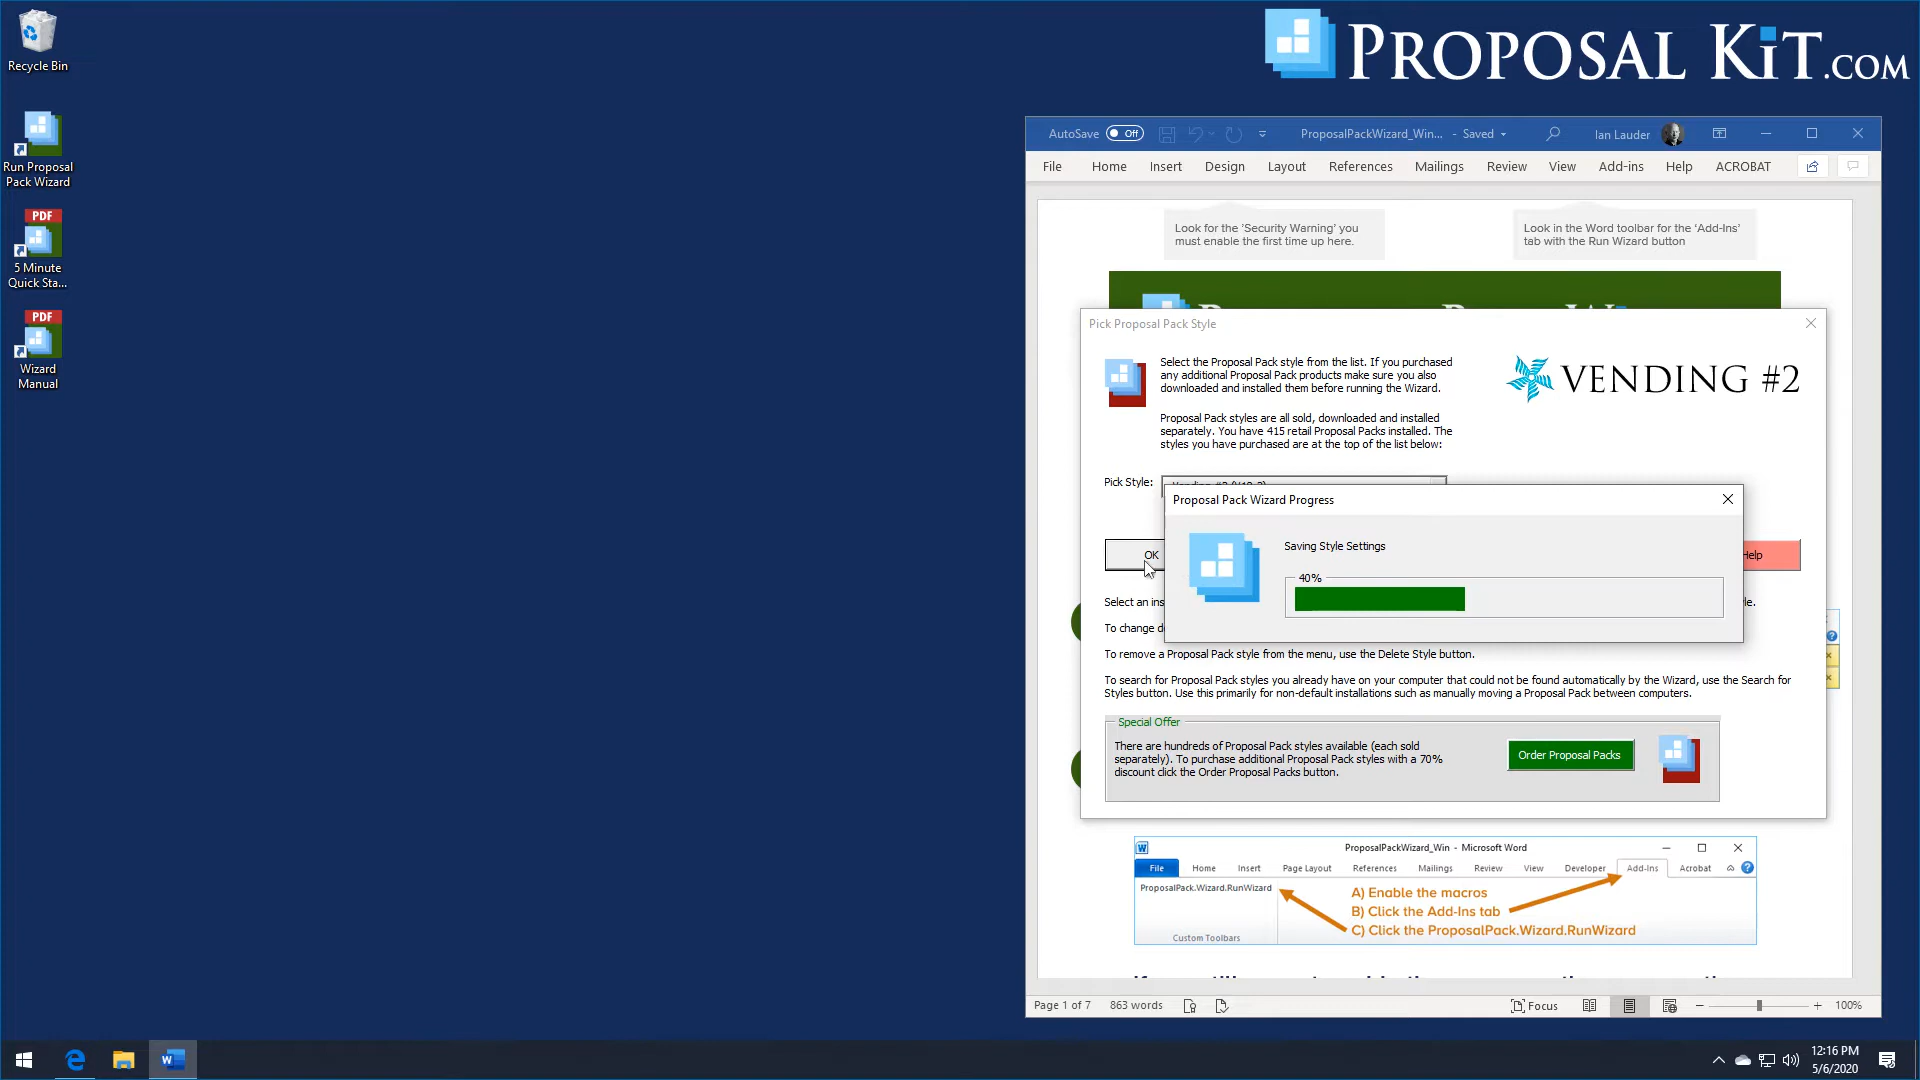 Recycle Bin
Run Proposal
Pack Wizard
PDF
5 Minute
Quick Sta...
PDF
Wizard
Manual
PROPOSAL KIT.COM
AutoSave Off ProposalPackWizard_Win... - Saved Ian Lauder
File Home Insert Design Layout References Mailings Review View Add-ins Help ACROBAT
Look for the 'Security Warning' you
must enable the first time up here.
Look in the Word toolbar for the 'Add-Ins'
tab with the Run Wizard button
Pick Proposal Pack Style
Select the Proposal Pack style from the list. If you purchased
any additional Proposal Pack products make sure you also
downloaded and installed them before running the Wizard.
VENDING #2
Proposal Pack styles are all sold, downloaded and installed
separately. You have 415 retail Proposal Packs installed. The
styles you have purchased are at the top of the list below:
Pick Style:
Proposal Pack Wizard Progress
Saving Style Settings
40%
OK
Help
Select an ins
le.
To change d
To remove a Proposal Pack style from the menu, use the Delete Style button.
To search for Proposal Pack styles you already have on your computer that could not be found automatically by the Wizard, use the Search for
Styles button. Use this primarily for non-default installations such as manually moving a Proposal Pack between computers.
Special Offer
There are hundreds of Proposal Pack styles available (each sold
separately). To purchase additional Proposal Pack styles with a 70%
discount click the Order Proposal Packs button.
Order Proposal Packs
ProposalPackWizard_Win - Microsoft Word
File Home Insert Page Layout References Mailings Review View Developer Add-Ins Acrobat
ProposalPack.Wizard.RunWizard
A) Enable the macros
B) Click the Add-Ins tab
C) Click the ProposalPack.Wizard.RunWizard
Custom Toolbars
Page 1 of 7 863 words Focus 100%
12:16 PM
5/6/2020